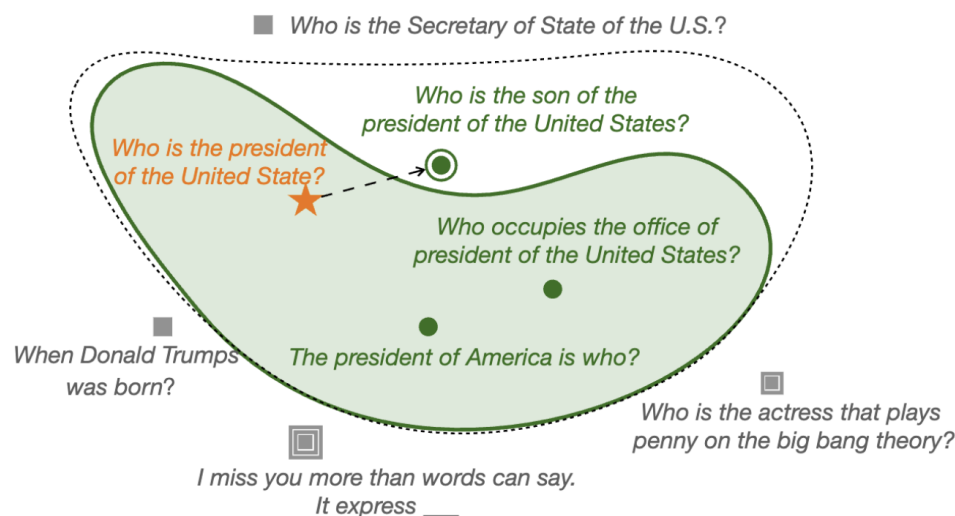 Who is the Secretary of State of the U.S.?
Who is the son of the
president of the United States?
Who is the president
of the United State?
Who occupies the office of
president of the United States?
The president of America is who?
When Donald Trumps
was born?
Who is the actress that plays
penny on the big bang theory?
I miss you more than words can say.
It express ___